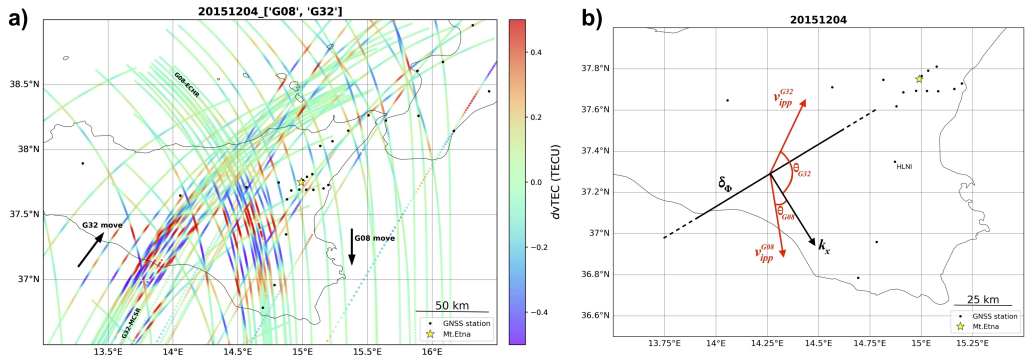 a)
20151204_['G08', 'G32']
38.5°N
38°N
37.5°N
37°N
13.5°E
14°E
14.5°E
15°E
15.5°E
16°E
G08-ECHR
G32 move
G08 move
G32-MCSR
50 km
GNSS station
Mt.Etna
0.4
0.2
0.0
−0.2
−0.4
dvTEC (TECU)
b)
20151204
37.8°N
37.6°N
37.4°N
37.2°N
37°N
36.8°N
36.6°N
13.75°E
14°E
14.25°E
14.5°E
14.75°E
15°E
15.25°E
v_ipp^G32
Θ_G32
HLNI
δ_Φ
Θ_G08
v_ipp^G08
k_x
25 km
GNSS station
Mt.Etna